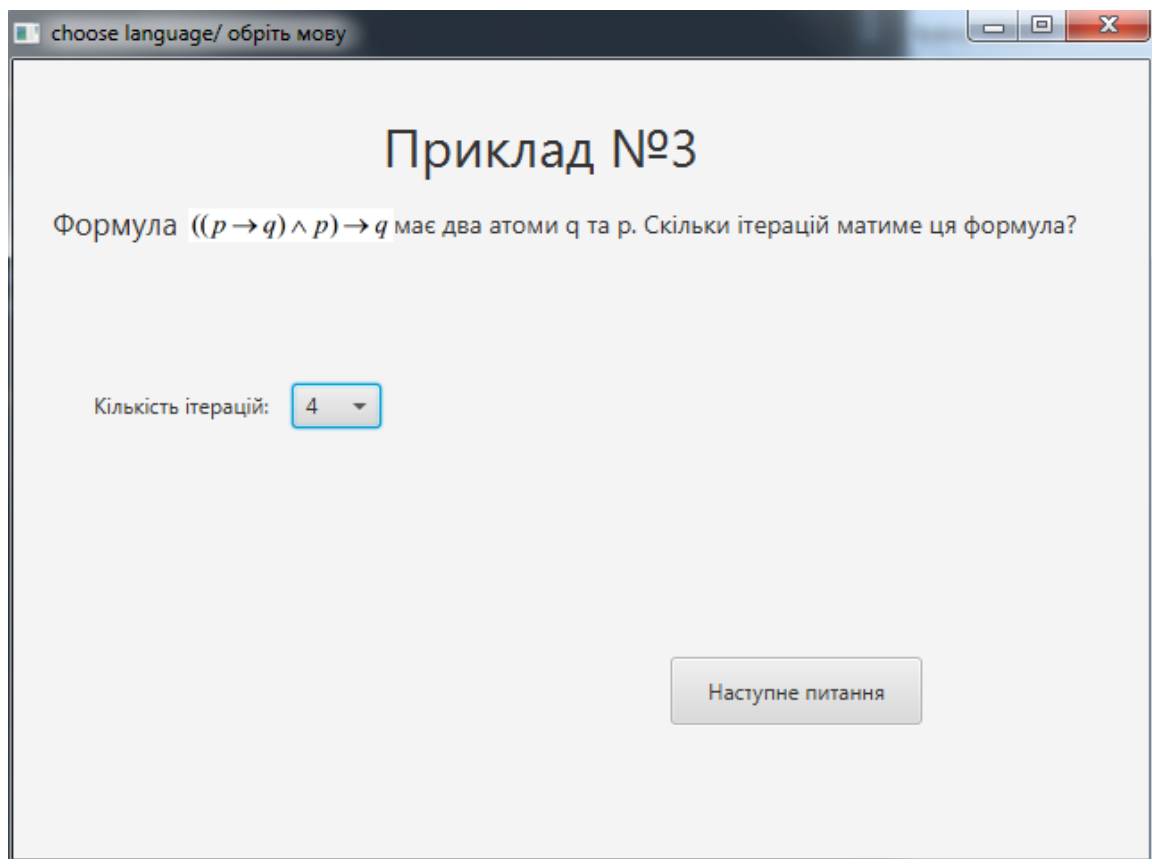 choose language/ обріть мову
Приклад №3
Формула ((p → q) ∧ p) → q має два атоми q та p. Скільки ітерацій матиме ця формула?
Кількість ітерацій: 4
Наступне питання